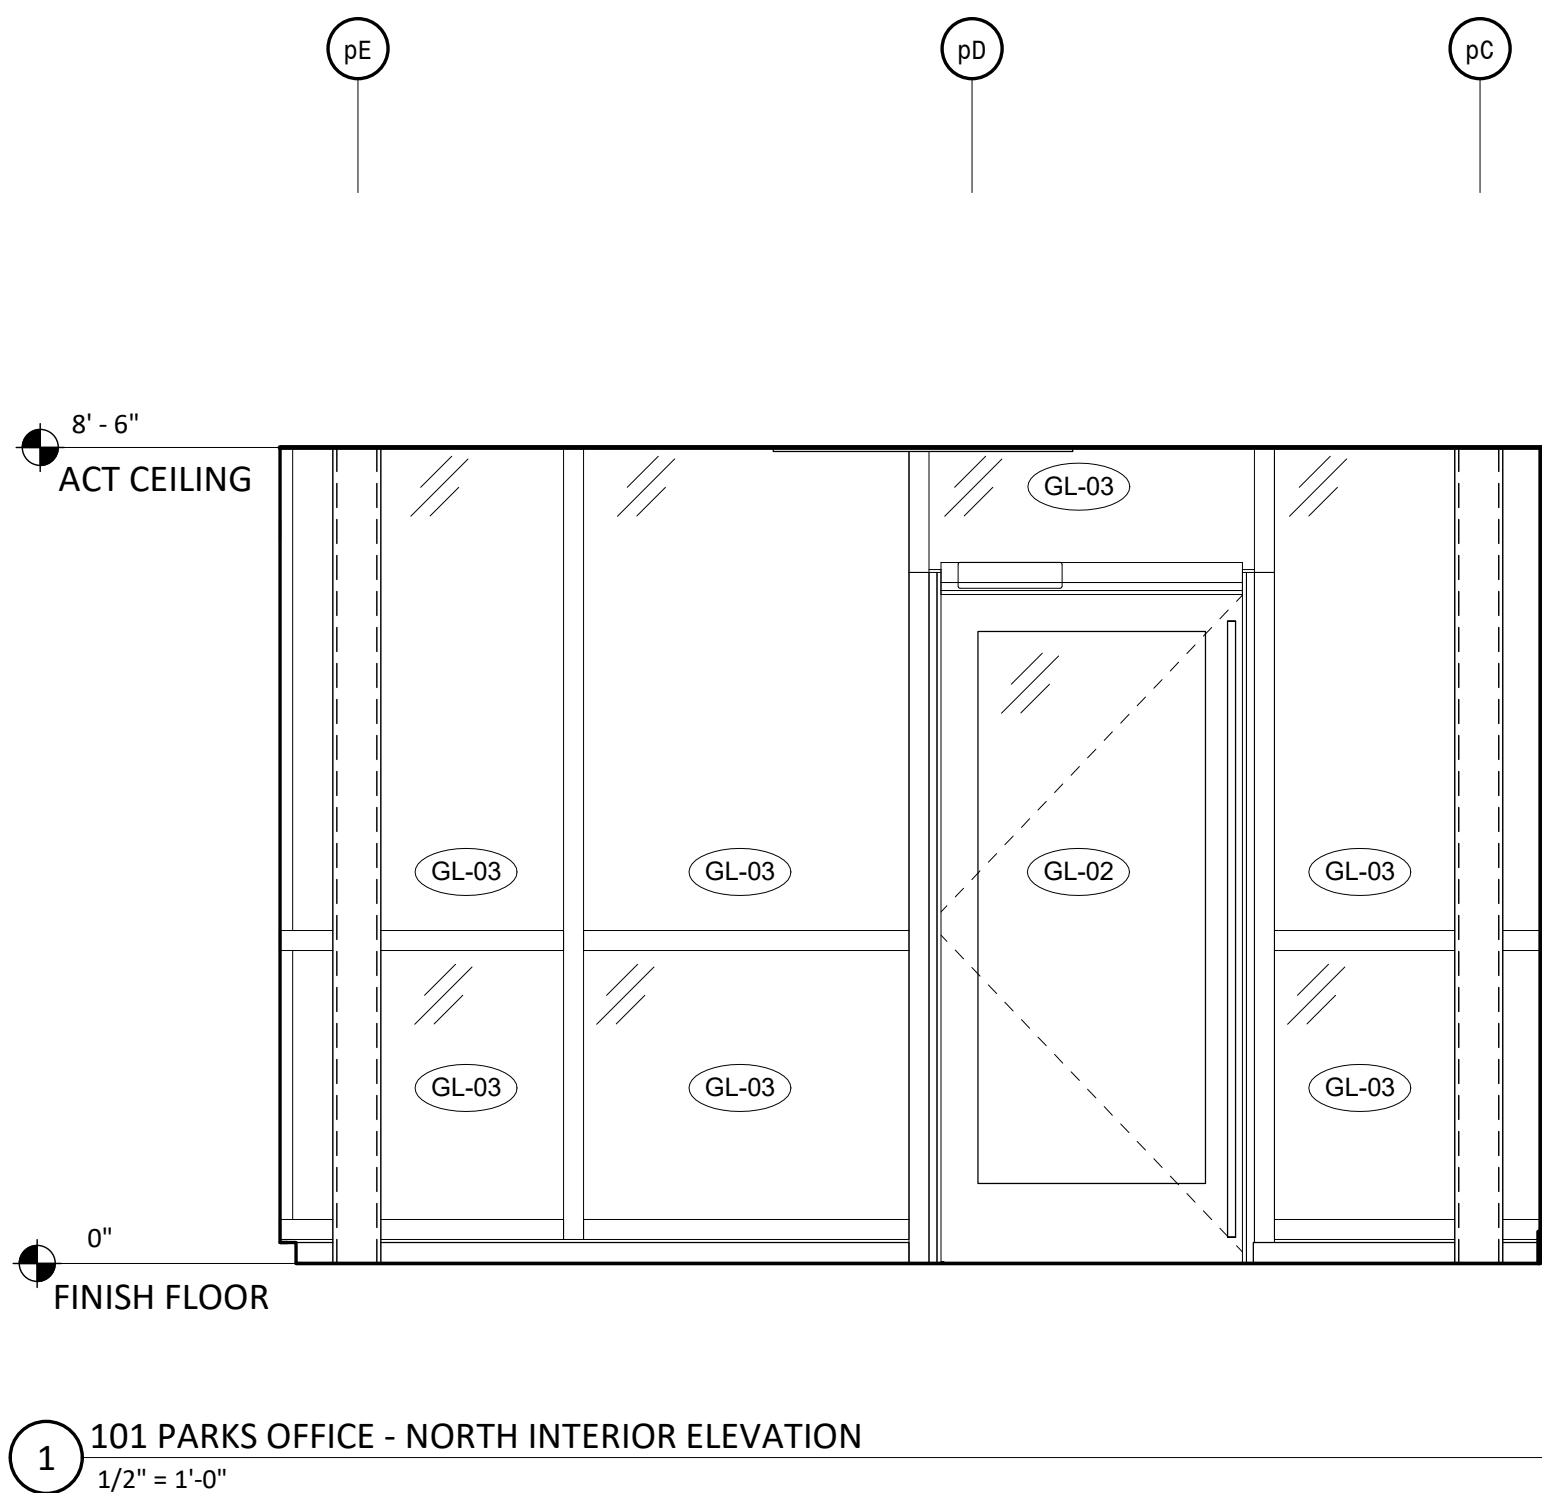 pE pD pC
8' - 6"
ACT CEILING
GL-03
GL-03 GL-03 GL-02 GL-03
GL-03 GL-03 GL-03
0"
FINISH FLOOR
1 101 PARKS OFFICE - NORTH INTERIOR ELEVATION
1/2" = 1'-0"